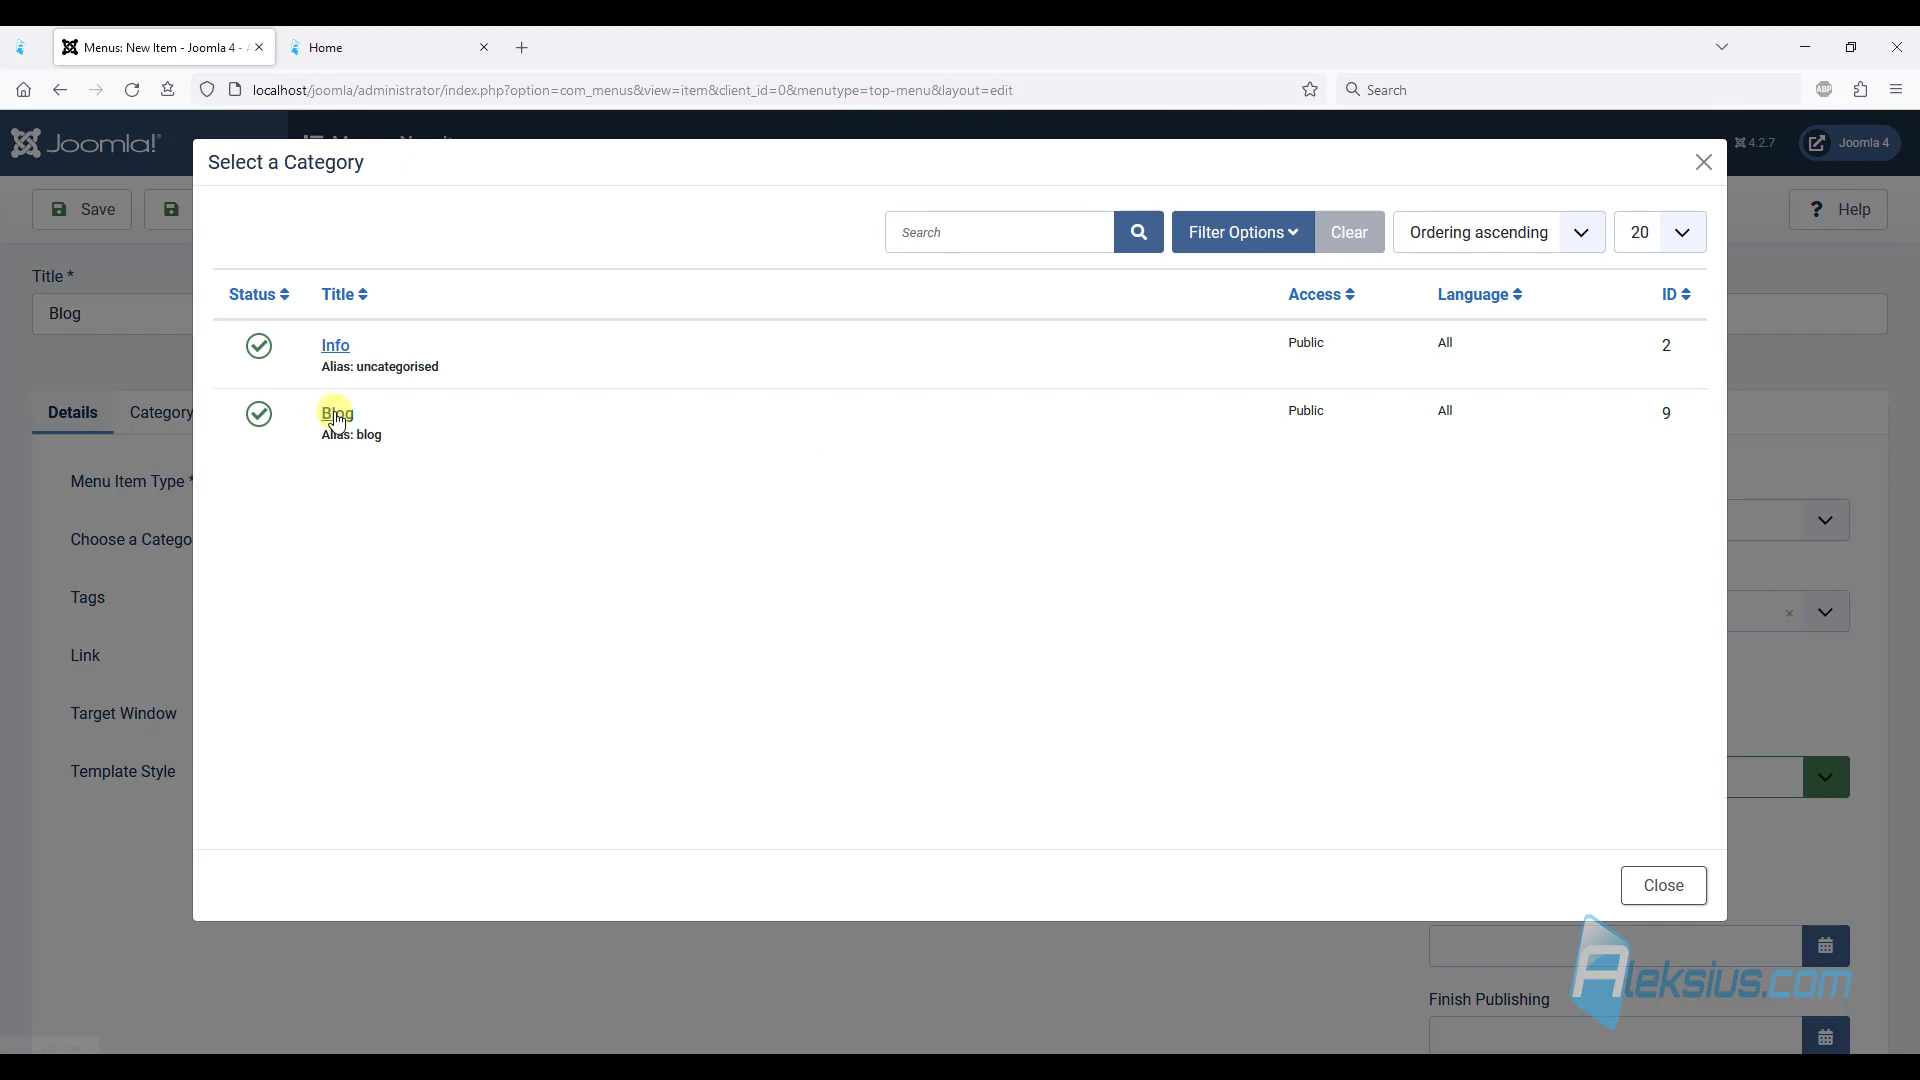 Menus: New Item - Joomla 4 -
Home
localhost/joomla/administrator/index.php?option=com_menus&view=item&client_id=0&menutype=top-menu&layout=edit
Search
ABP
Joomla!
4.2.7
Joomla 4
Select a Category
Save
Help
Search
Filter Options
Clear
Ordering ascending
20
Title *
Blog
Status
Title
Access
Language
ID
Info
Alias: uncategorised
Public
All
2
Blog
Alias: blog
Public
All
9
Details
Category
Menu Item Type *
Choose a Catego
Tags
Link
Target Window
Template Style
Close
Finish Publishing
Aleksius.com